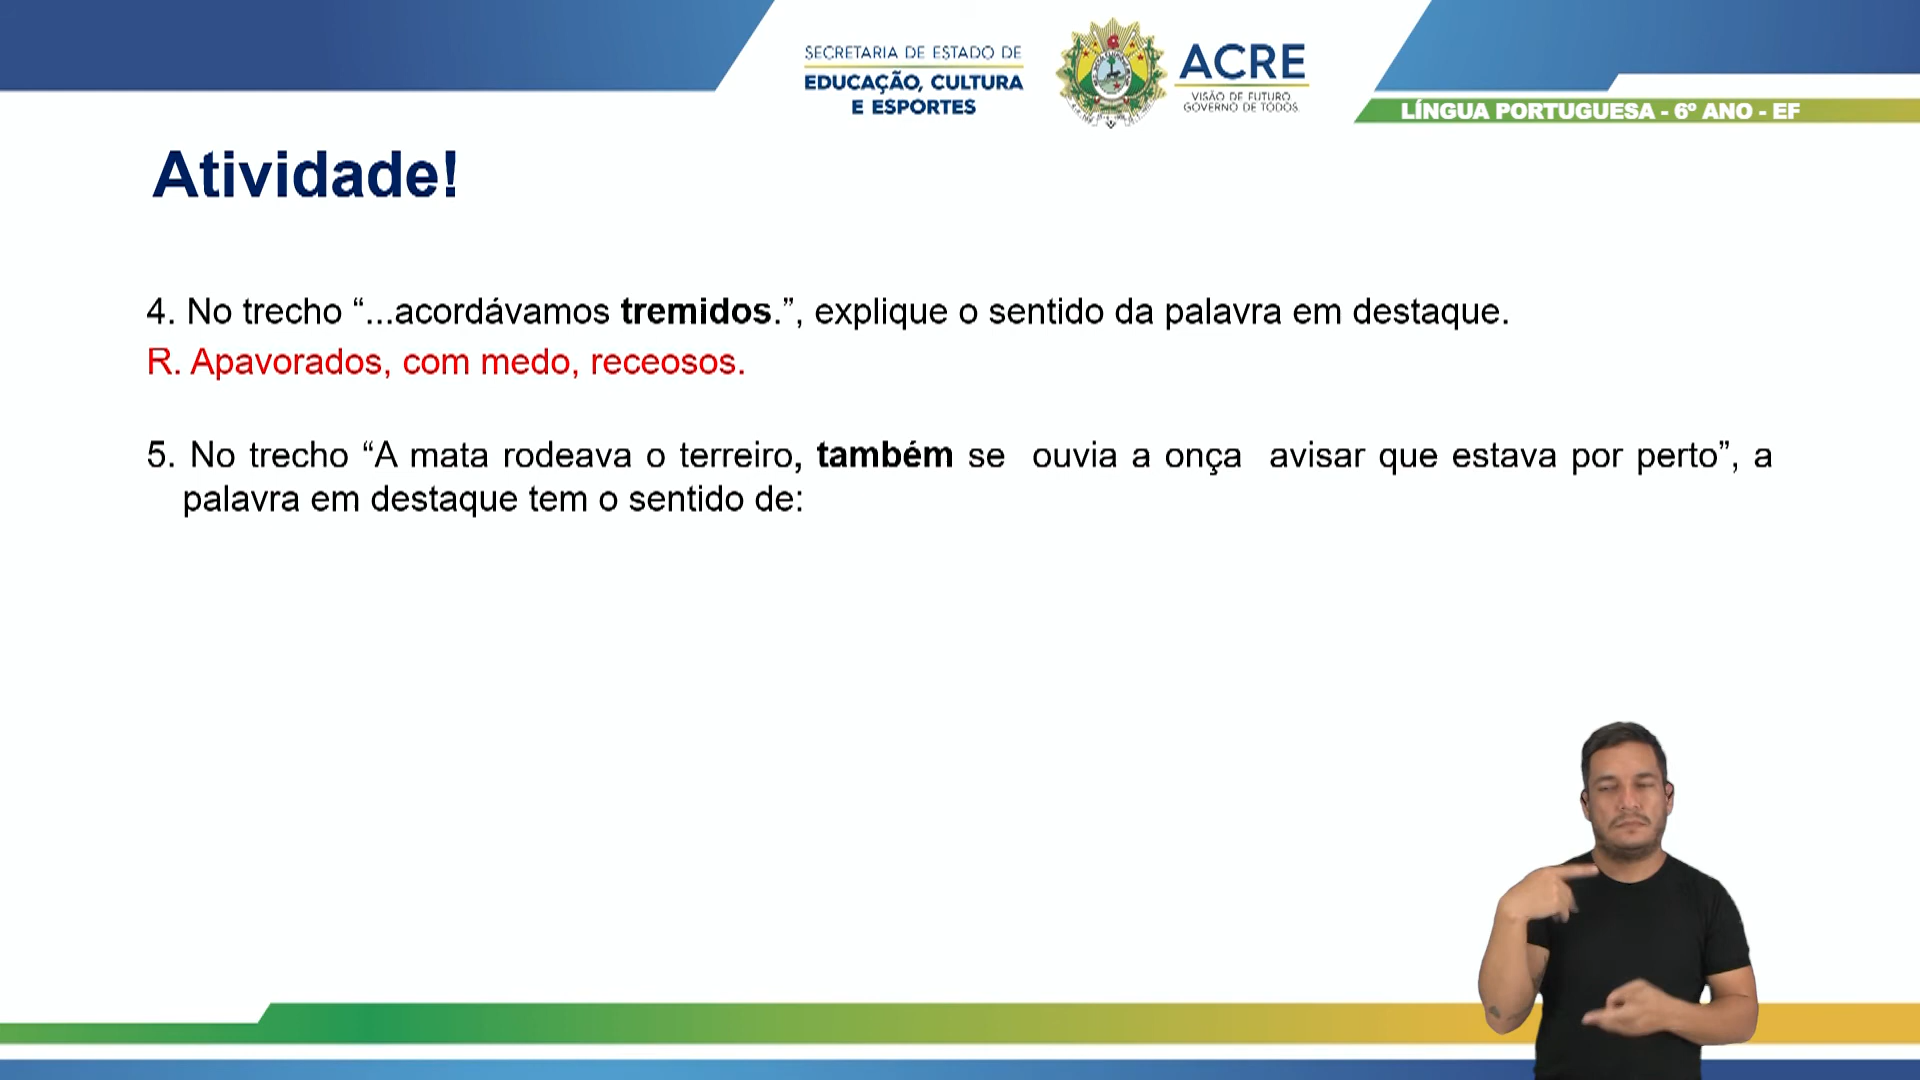 SECRETARIA DE ESTADO DE
EDUCAÇÃO, CULTURA
E ESPORTES
ACRE
VISÃO DE FUTURO
GOVERNO DE TODOS
LÍNGUA PORTUGUESA - 6º ANO - EF
Atividade!
4. No trecho “...acordávamos tremidos.”, explique o sentido da palavra em destaque.
R. Apavorados, com medo, receosos.
5. No trecho “A mata rodeava o terreiro, também se ouvia a onça avisar que estava por perto”, a
palavra em destaque tem o sentido de: